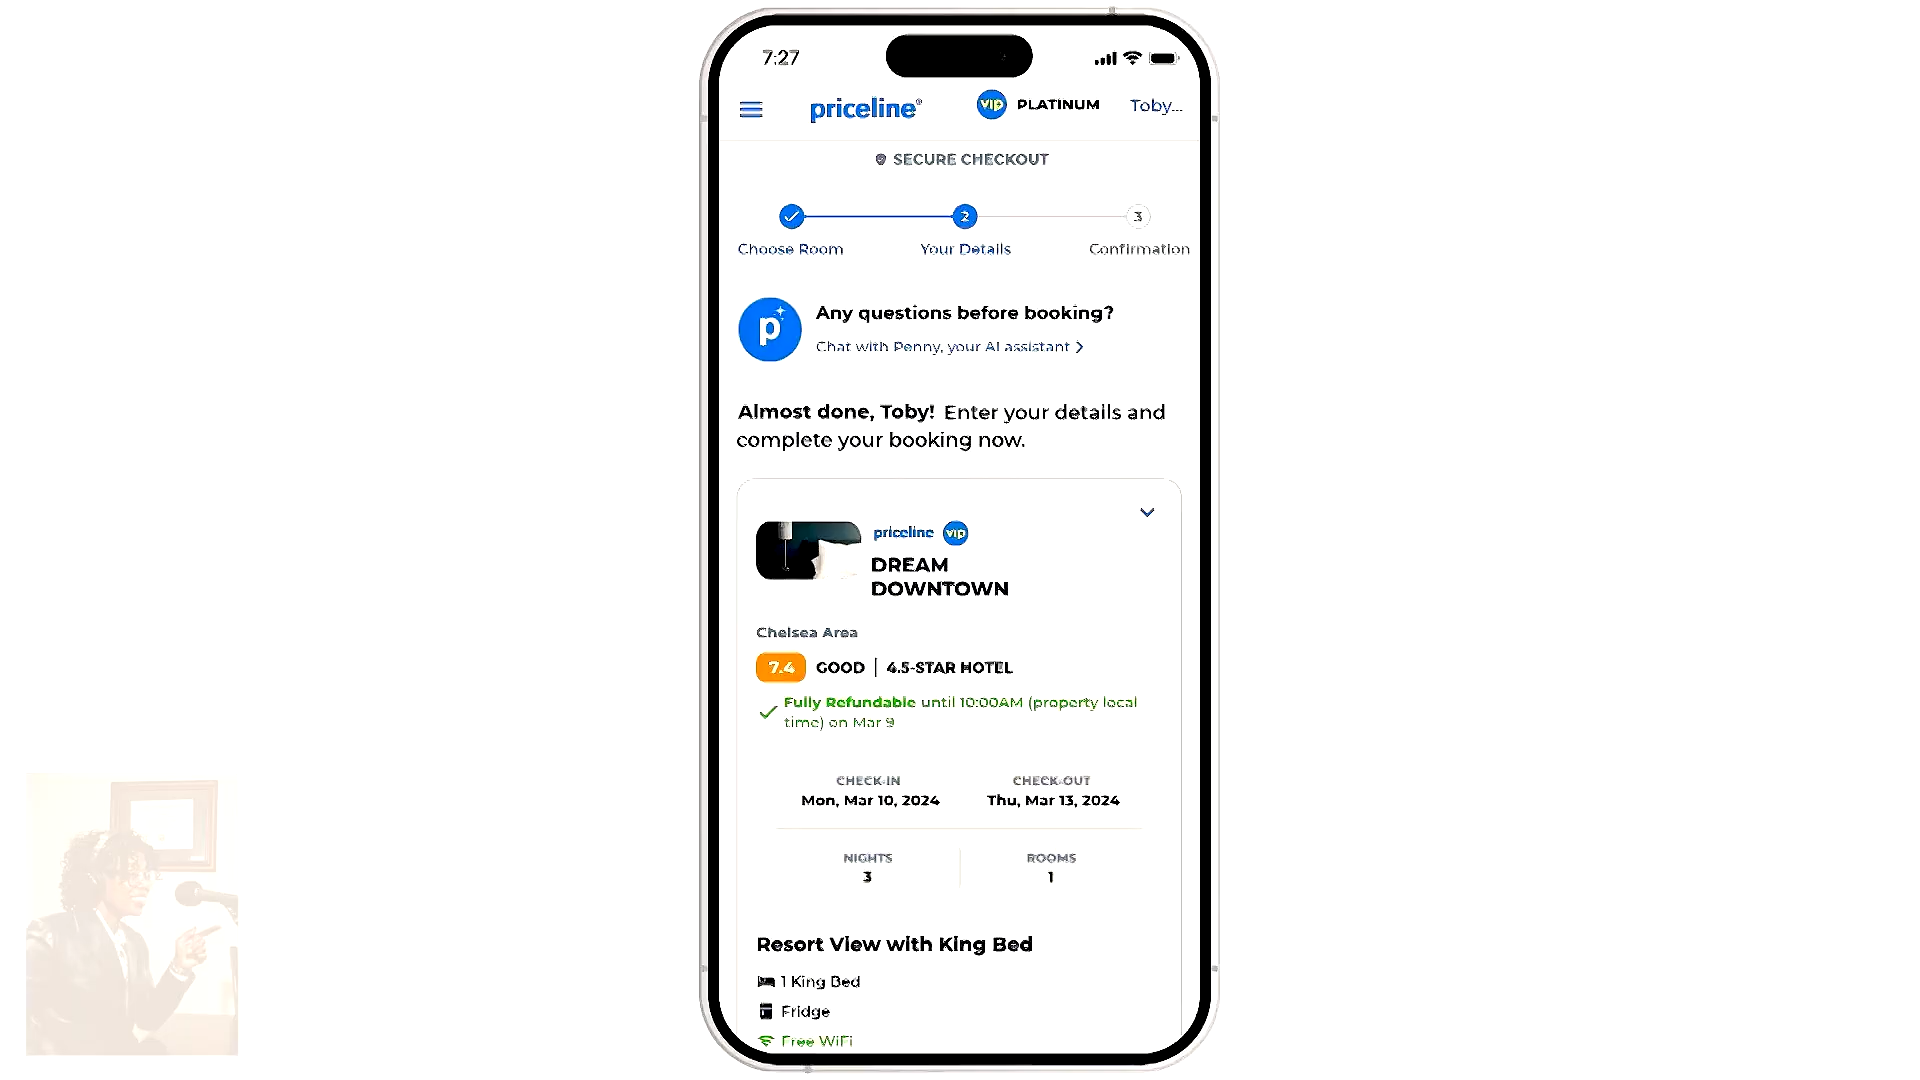 7:27
priceline®
VIP PLATINUM
Toby...
SECURE CHECKOUT
2
3
Choose Room
Your Details
Confirmation
p
Any questions before booking?
Chat with Penny, your AI assistant
Almost done, Toby! Enter your details and
complete your booking now.
priceline VIP
DREAM
DOWNTOWN
Chelsea Area
7.4 GOOD | 4.5-STAR HOTEL
Fully Refundable until 10:00AM (property local
time) on Mar 9
CHECK-IN
Mon, Mar 10, 2024
CHECK-OUT
Thu, Mar 13, 2024
NIGHTS
3
ROOMS
1
Resort View with King Bed
1 King Bed
Fridge
Free WiFi